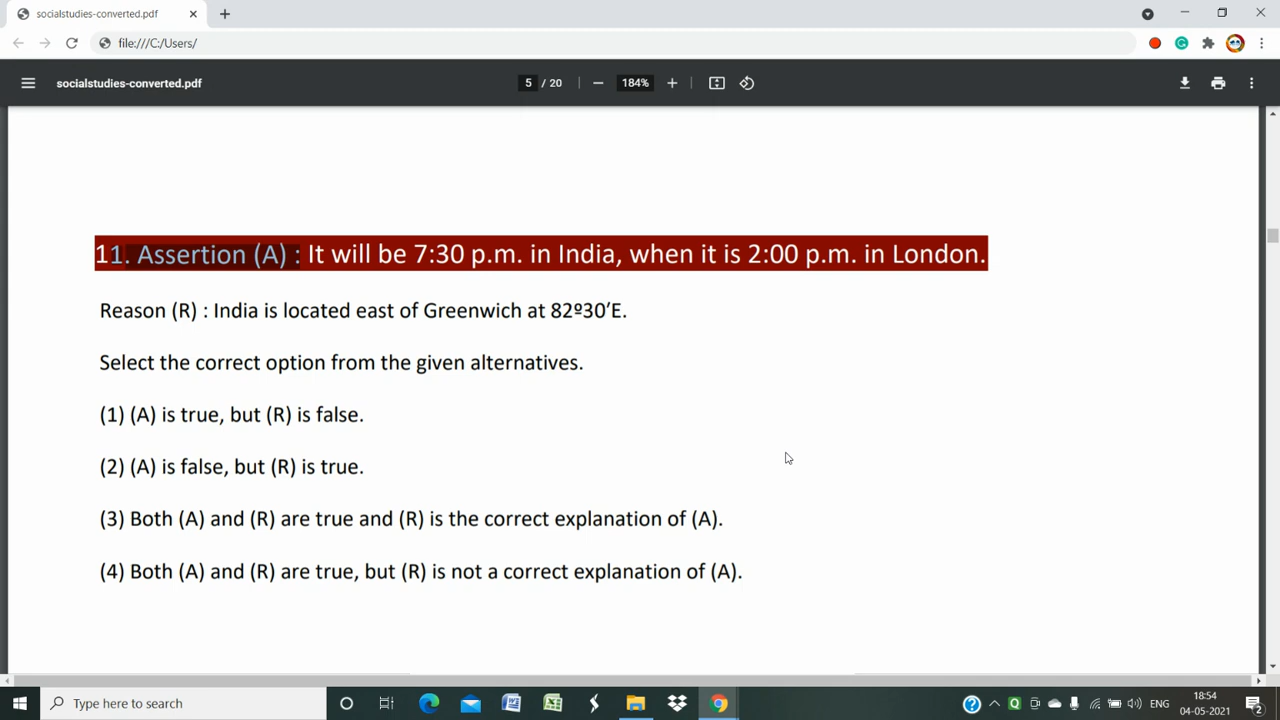 socialstudies-converted.pdf
file:///C:/Users/
socialstudies-converted.pdf
5 / 20
184%
11. Assertion (A) : It will be 7:30 p.m. in India, when it is 2:00 p.m. in London.
Reason (R) : India is located east of Greenwich at 82º30′E.
Select the correct option from the given alternatives.
(1) (A) is true, but (R) is false.
(2) (A) is false, but (R) is true.
(3) Both (A) and (R) are true and (R) is the correct explanation of (A).
(4) Both (A) and (R) are true, but (R) is not a correct explanation of (A).
Type here to search
ENG
18:54
04-05-2021
2